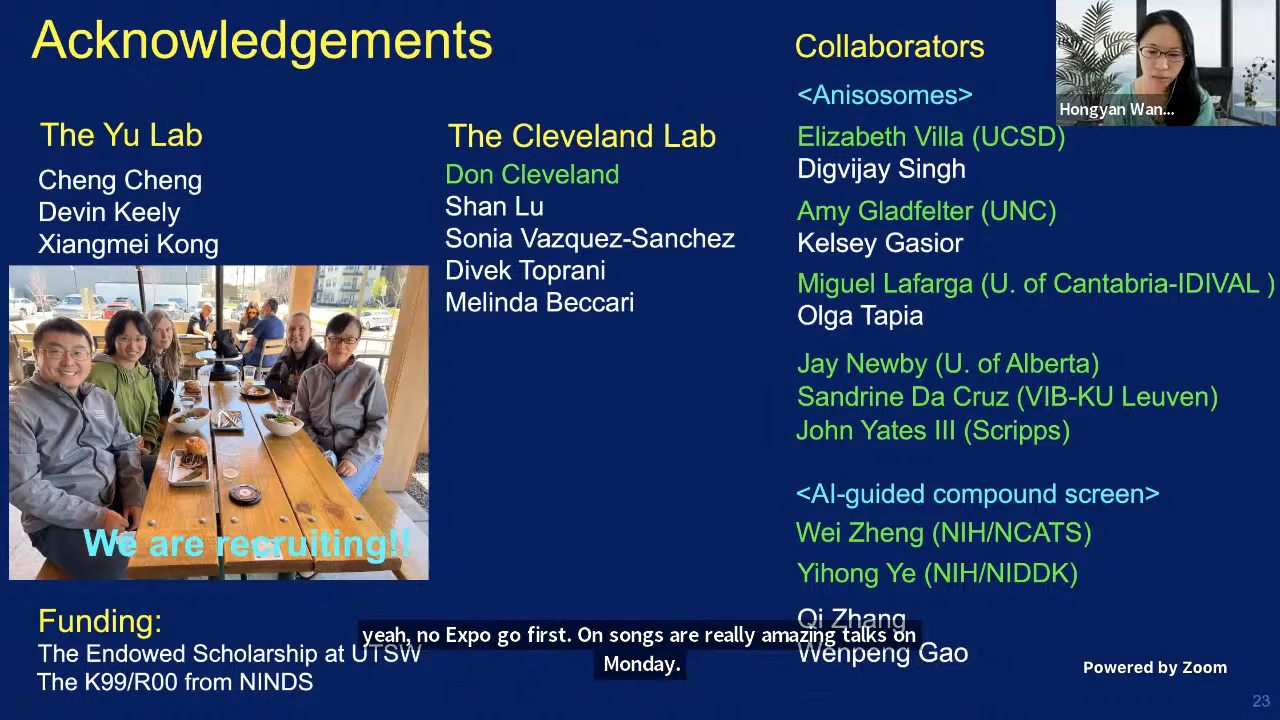 Acknowledgements
The Yu Lab
Cheng Cheng
Devin Keely
Xiangmei Kong
We are recruiting!!
Funding:
The Endowed Scholarship at UTSW
The K99/R00 from NINDS
The Cleveland Lab
Don Cleveland
Shan Lu
Sonia Vazquez-Sanchez
Divek Toprani
Melinda Beccari
Collaborators
<Anisosomes>
Elizabeth Villa (UCSD)
Digvijay Singh
Amy Gladfelter (UNC)
Kelsey Gasior
Miguel Lafarga (U. of Cantabria-IDIVAL )
Olga Tapia
Jay Newby (U. of Alberta)
Sandrine Da Cruz (VIB-KU Leuven)
John Yates III (Scripps)
<AI-guided compound screen>
Wei Zheng (NIH/NCATS)
Yihong Ye (NIH/NIDDK)
Qi Zhang
Wenpeng Gao
Hongyan Wan...
yeah, no Expo go first. On songs are really amazing talks on
Monday.
Powered by Zoom
23